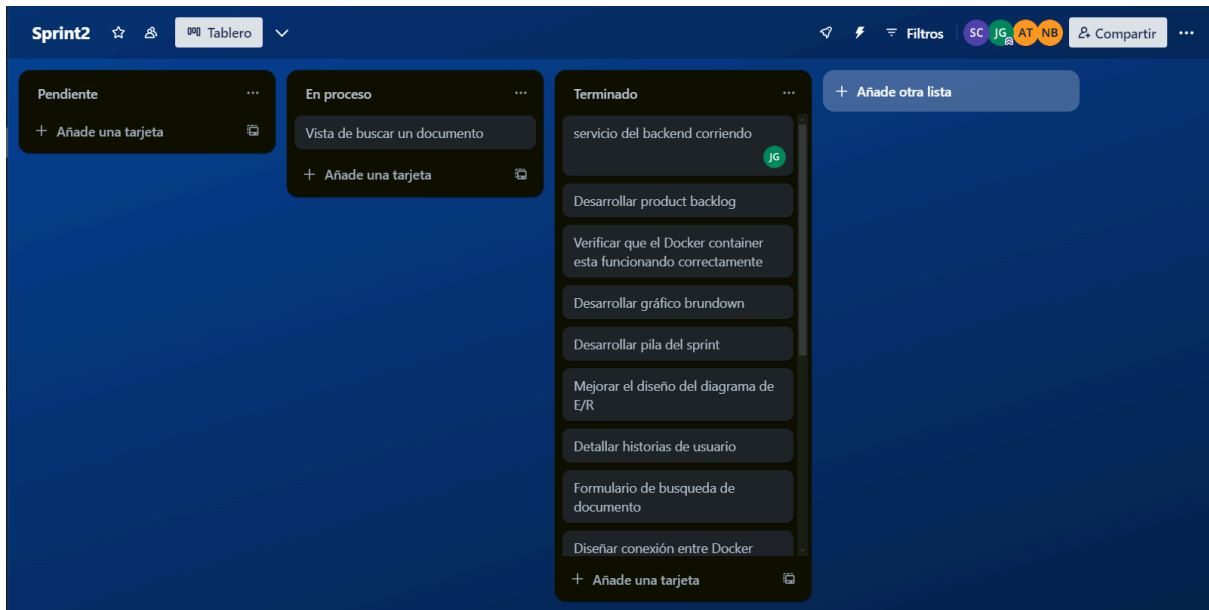 Sprint2
Tablero
Filtros
SC
JG
AT
NB
Compartir
Pendiente
Añade una tarjeta
En proceso
Vista de buscar un documento
Añade una tarjeta
Terminado
servicio del backend corriendo
JG
Desarrollar product backlog
Verificar que el Docker container
esta funcionando correctamente
Desarrollar gráfico brundown
Desarrollar pila del sprint
Mejorar el diseño del diagrama de
E/R
Detallar historias de usuario
Formulario de busqueda de
documento
Diseñar conexión entre Docker
Añade una tarjeta
Añade otra lista